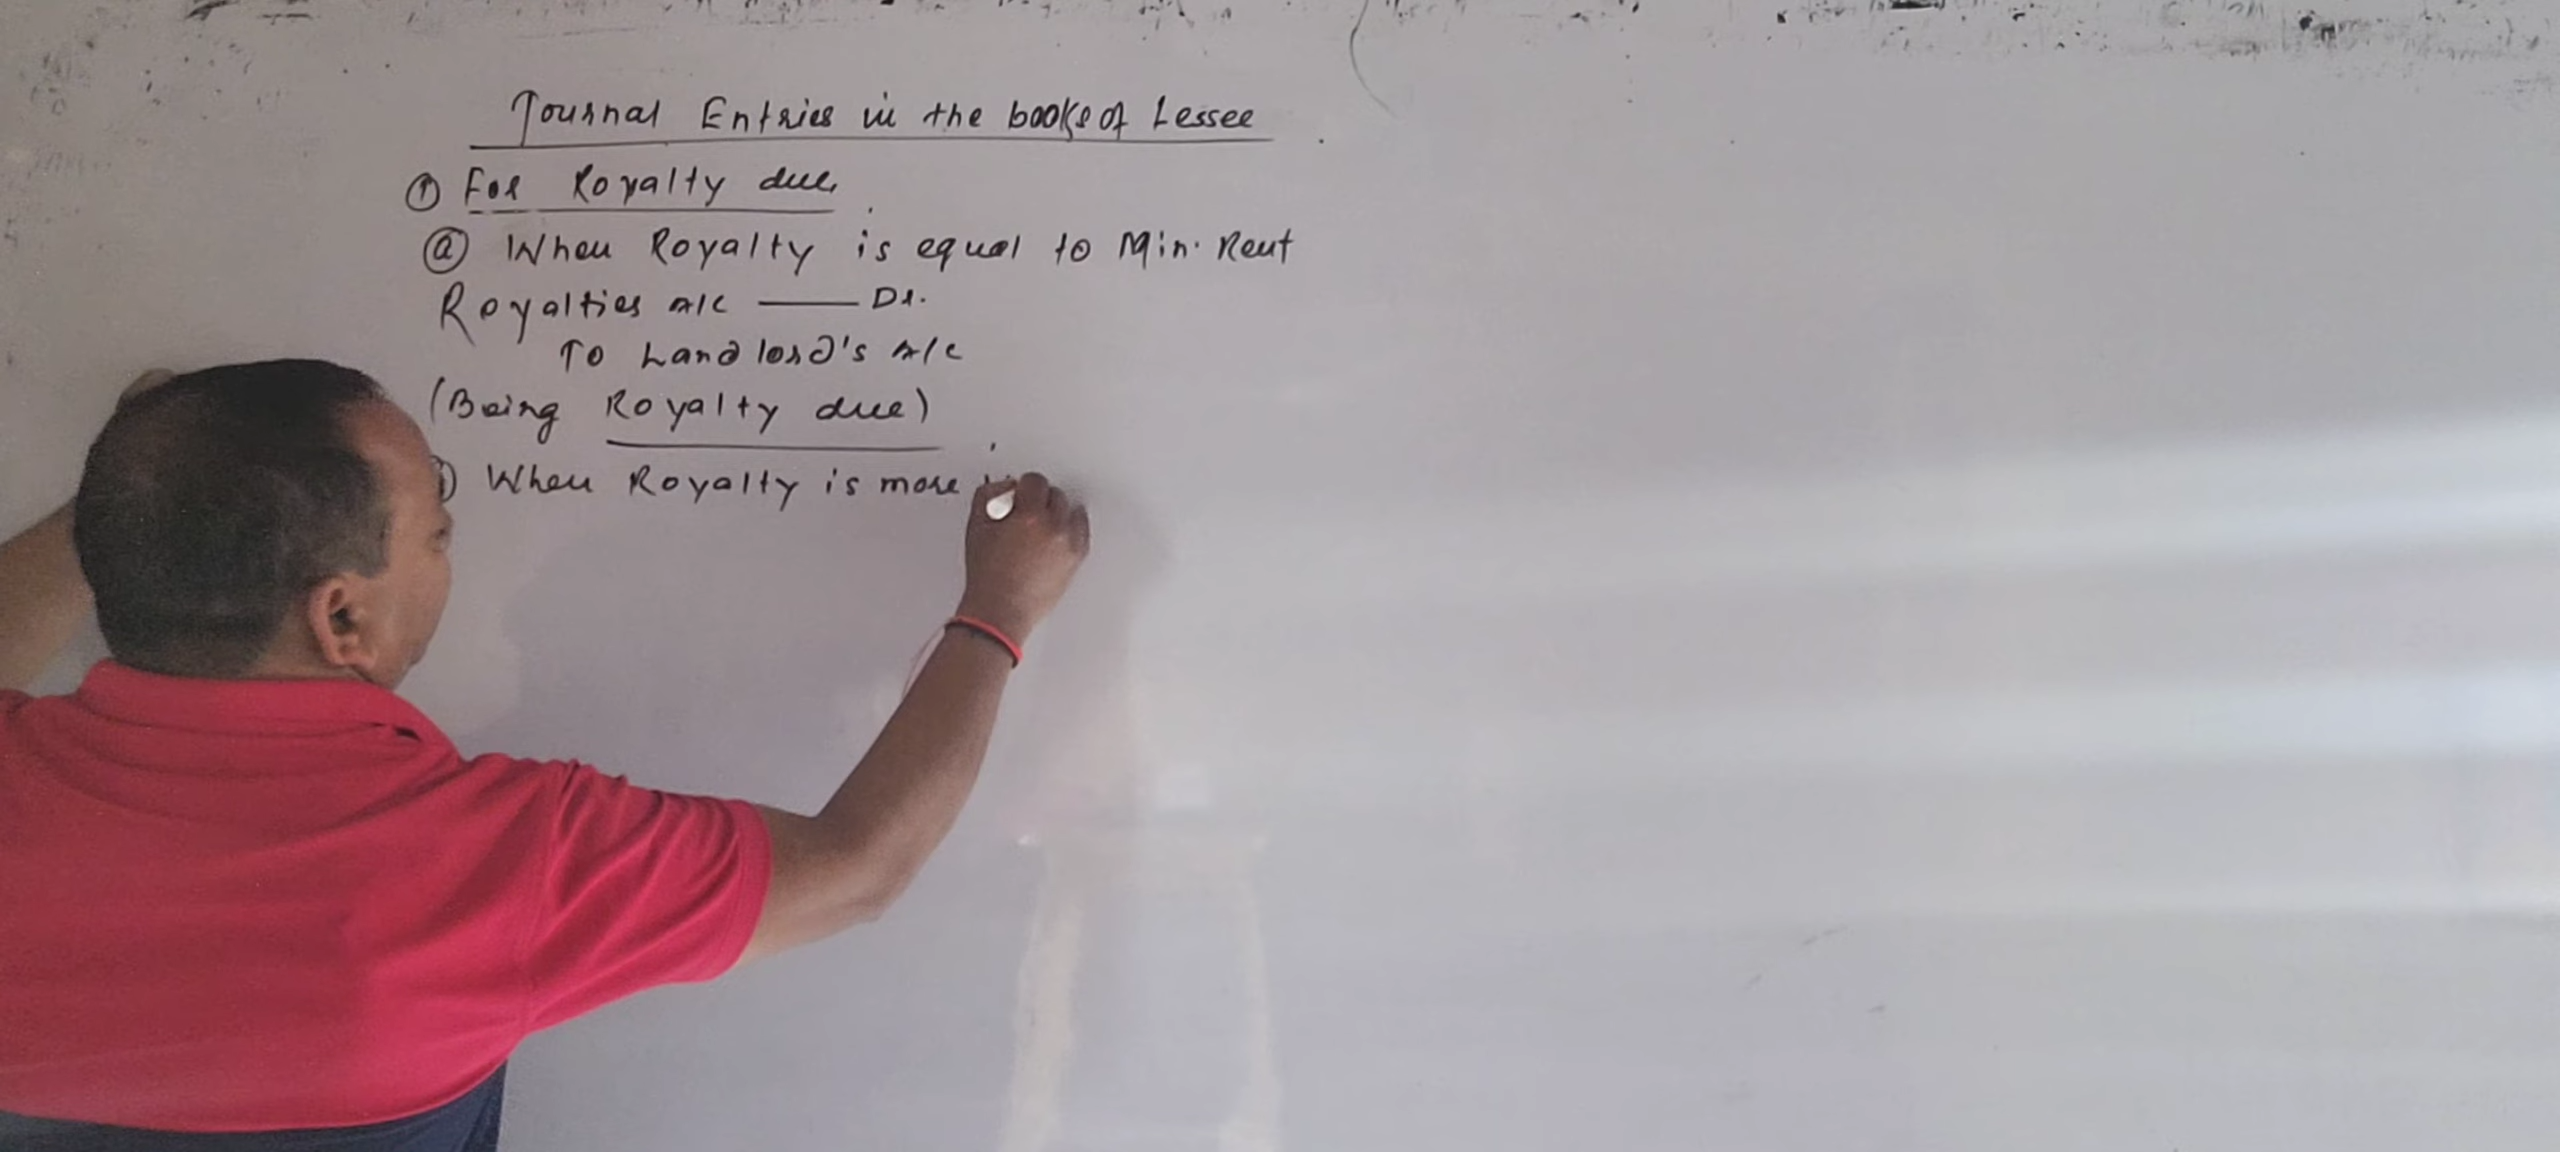 Journal Entries in the books of Lessee
① For Royalty due
ⓐ When Royalty is equal to Min. Rent
Royalties A/c —— Dr.
To Landlord's A/c
(Being Royalty due)
When Royalty is more